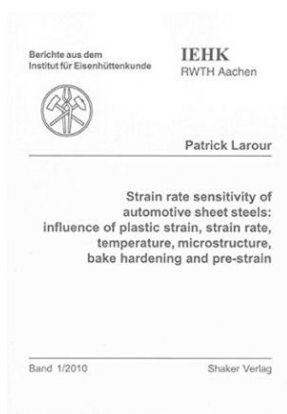 Berichte aus dem
Institut für Eisenhüttenkunde
IEHK
RWTH Aachen
Patrick Larour
Strain rate sensitivity of
automotive sheet steels:
influence of plastic strain, strain rate,
temperature, microstructure,
bake hardening and pre-strain
Band 1/2010
Shaker Verlag